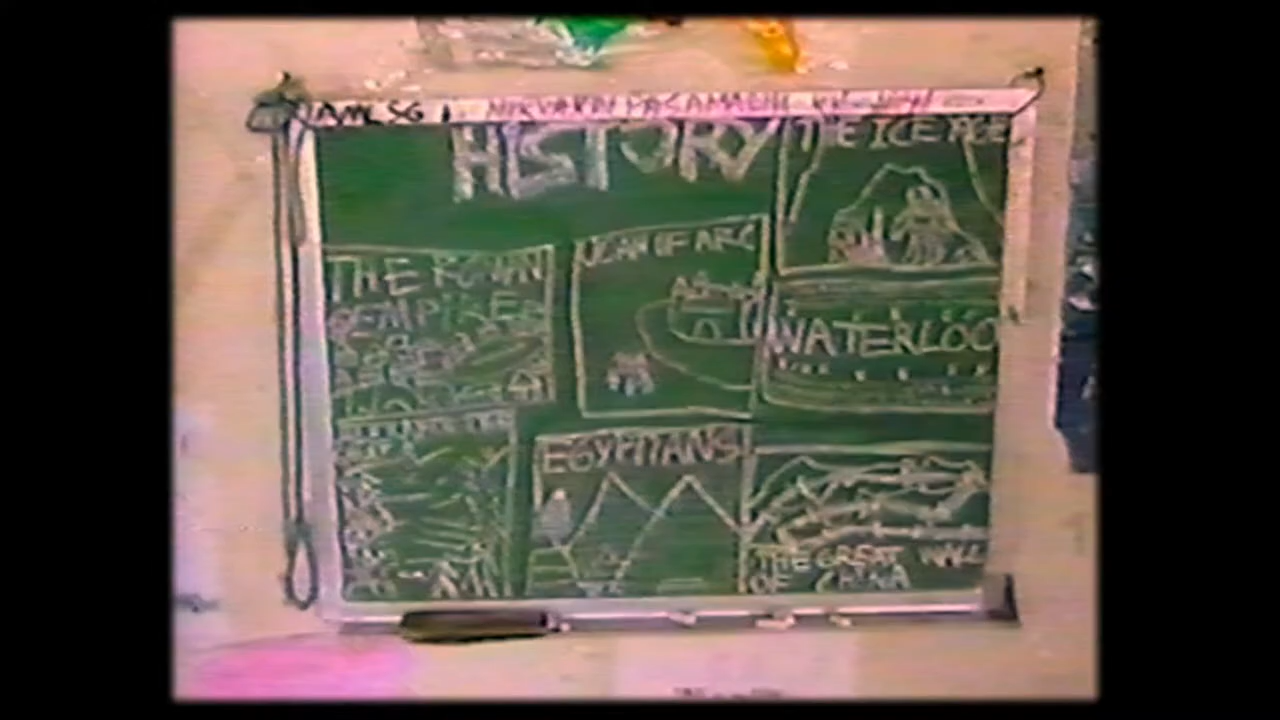 HISTORY
THE ICE AGE
THE ROMAN
EMPIRE
JOAN OF ARC
WATERLOO
EGYPTIANS
THE GREAT WALL
OF CHINA